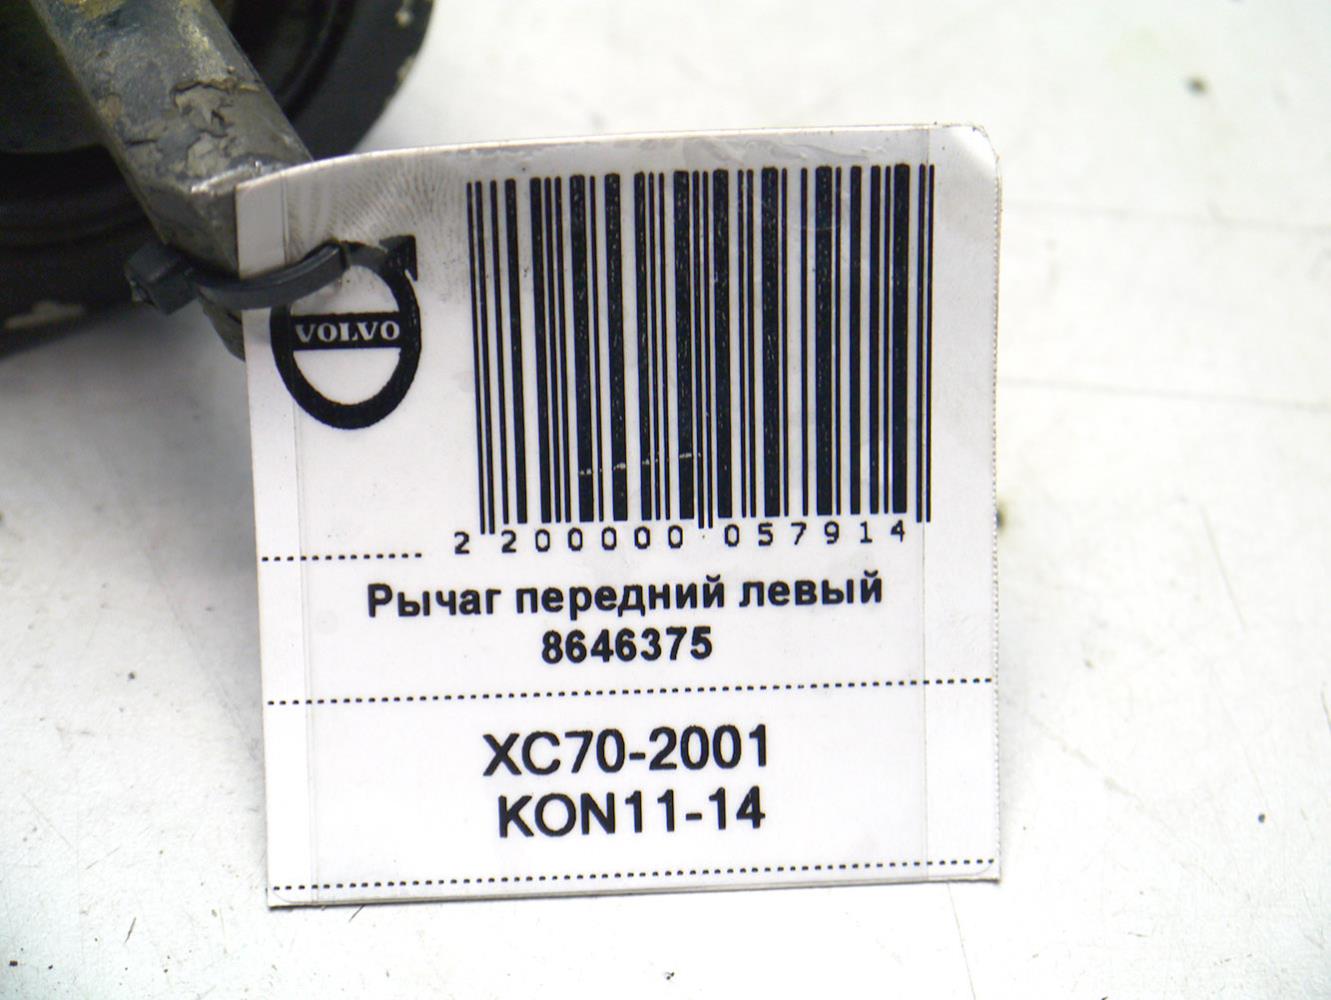 VOLVO
2 200000 057914
Рычаг передний левый
8646375
XC70-2001
KON11-14